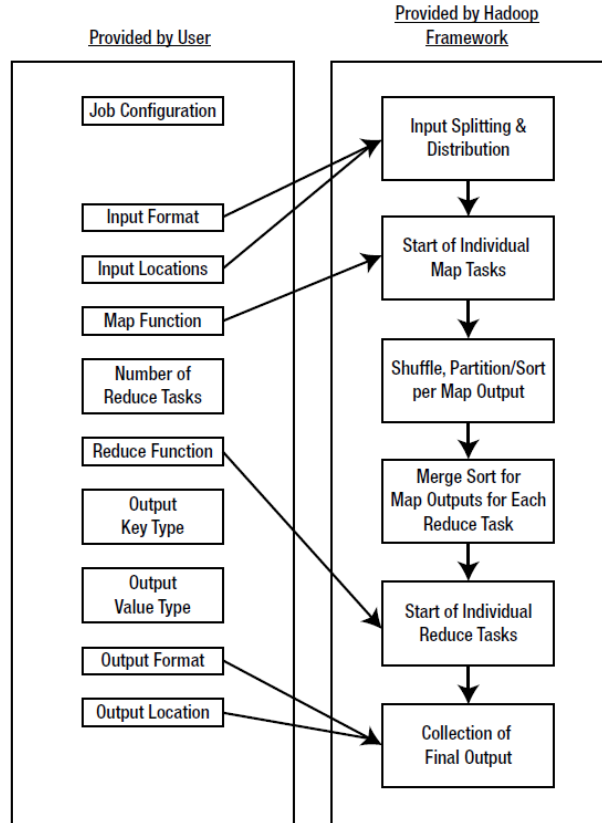 Provided by User
Job Configuration
Input Format
Input Locations
Map Function
Number of
Reduce Tasks
Reduce Function
Output
Key Type
Output
Value Type
Output Format
Output Location
Provided by Hadoop
Framework
Input Splitting &
Distribution
Start of Individual
Map Tasks
Shuffle, Partition/Sort
per Map Output
Merge Sort for
Map Outputs for Each
Reduce Task
Start of Individual
Reduce Tasks
Collection of
Final Output